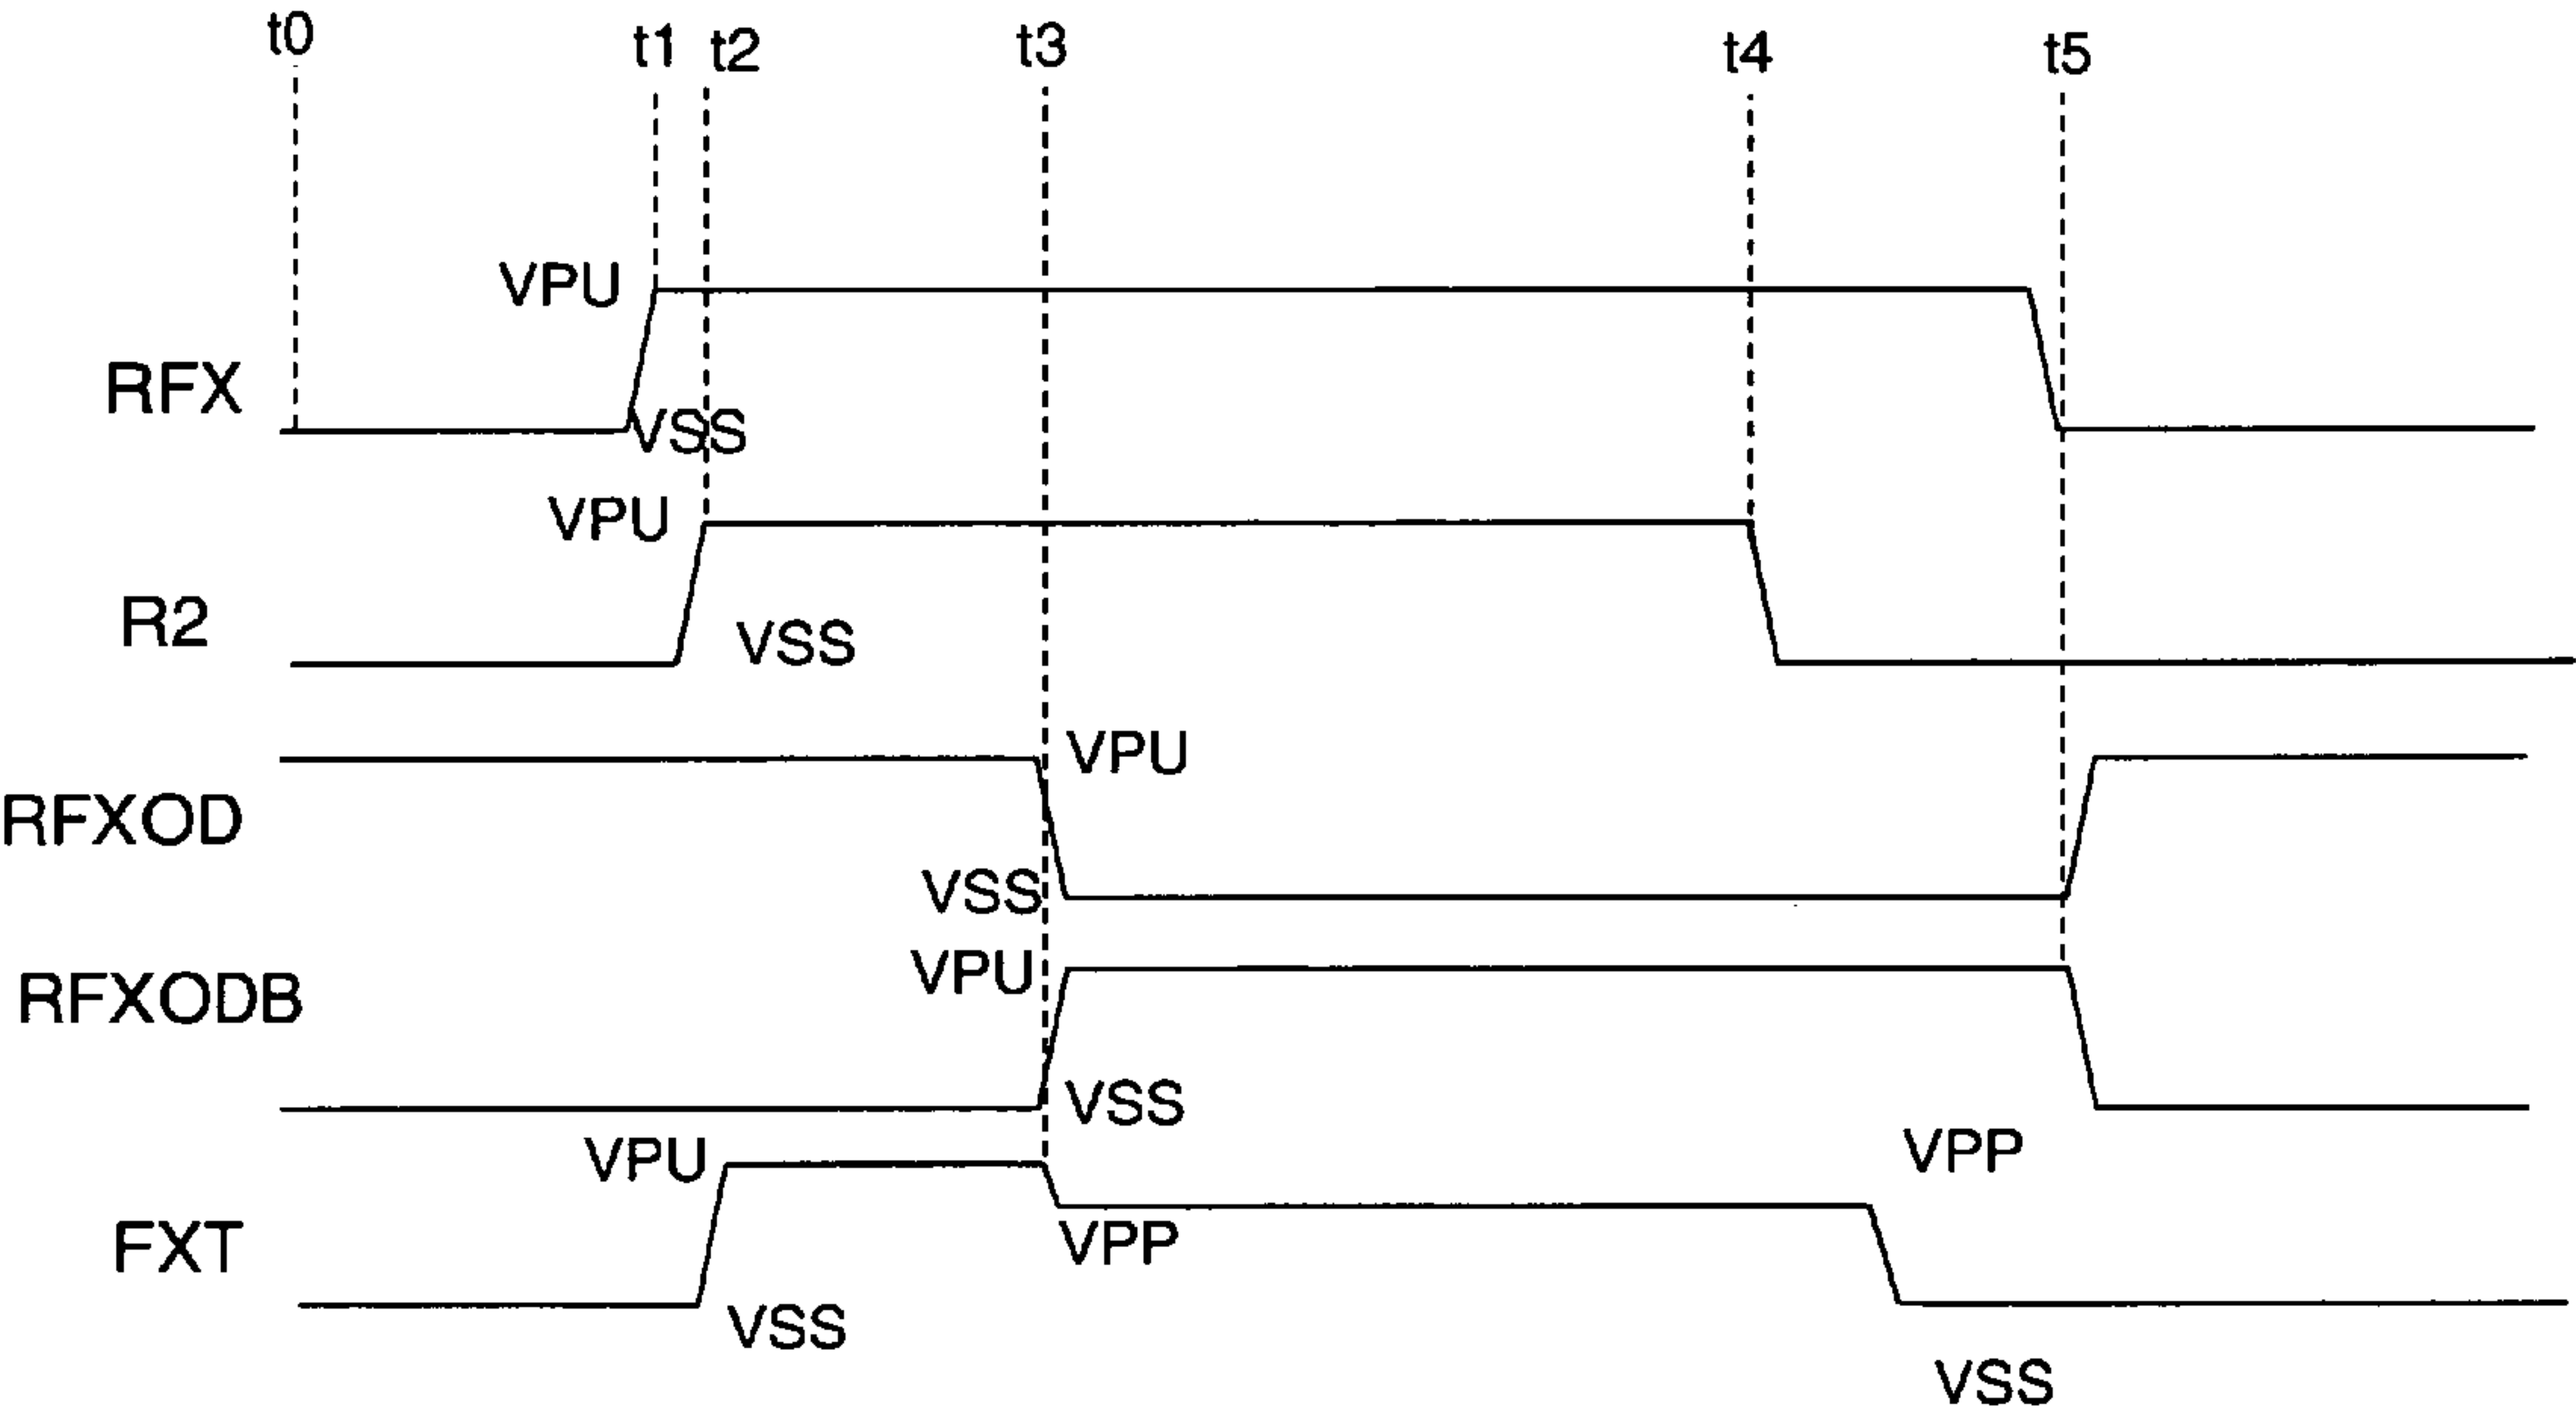 t0
t1
t2
t3
t4
t5
VPU
RFX
VSS
VPU
R2
VSS
VPU
RFXOD
VSS
VPU
RFXODB
VSS
VPU
VPP
FXT
VPP
VSS
VSS